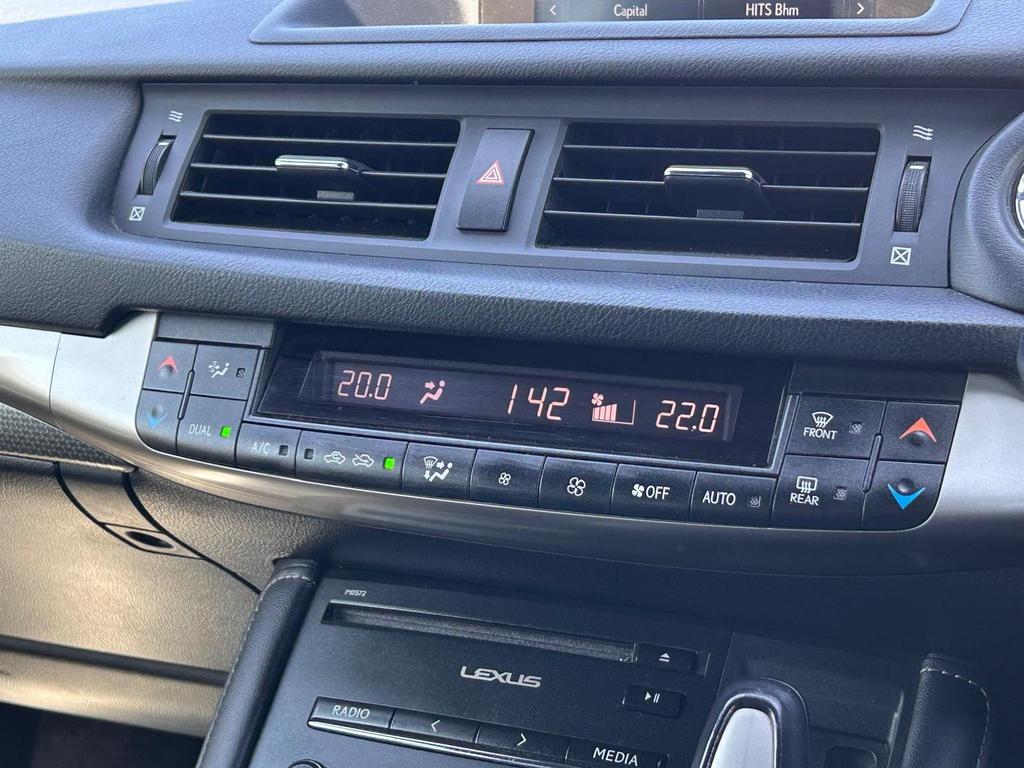 < Capital HITS Bhm >
20.0 142 22.0
FRONT
DUAL
A/C
OFF
AUTO
REAR
P10572
LEXUS
RADIO < > MEDIA